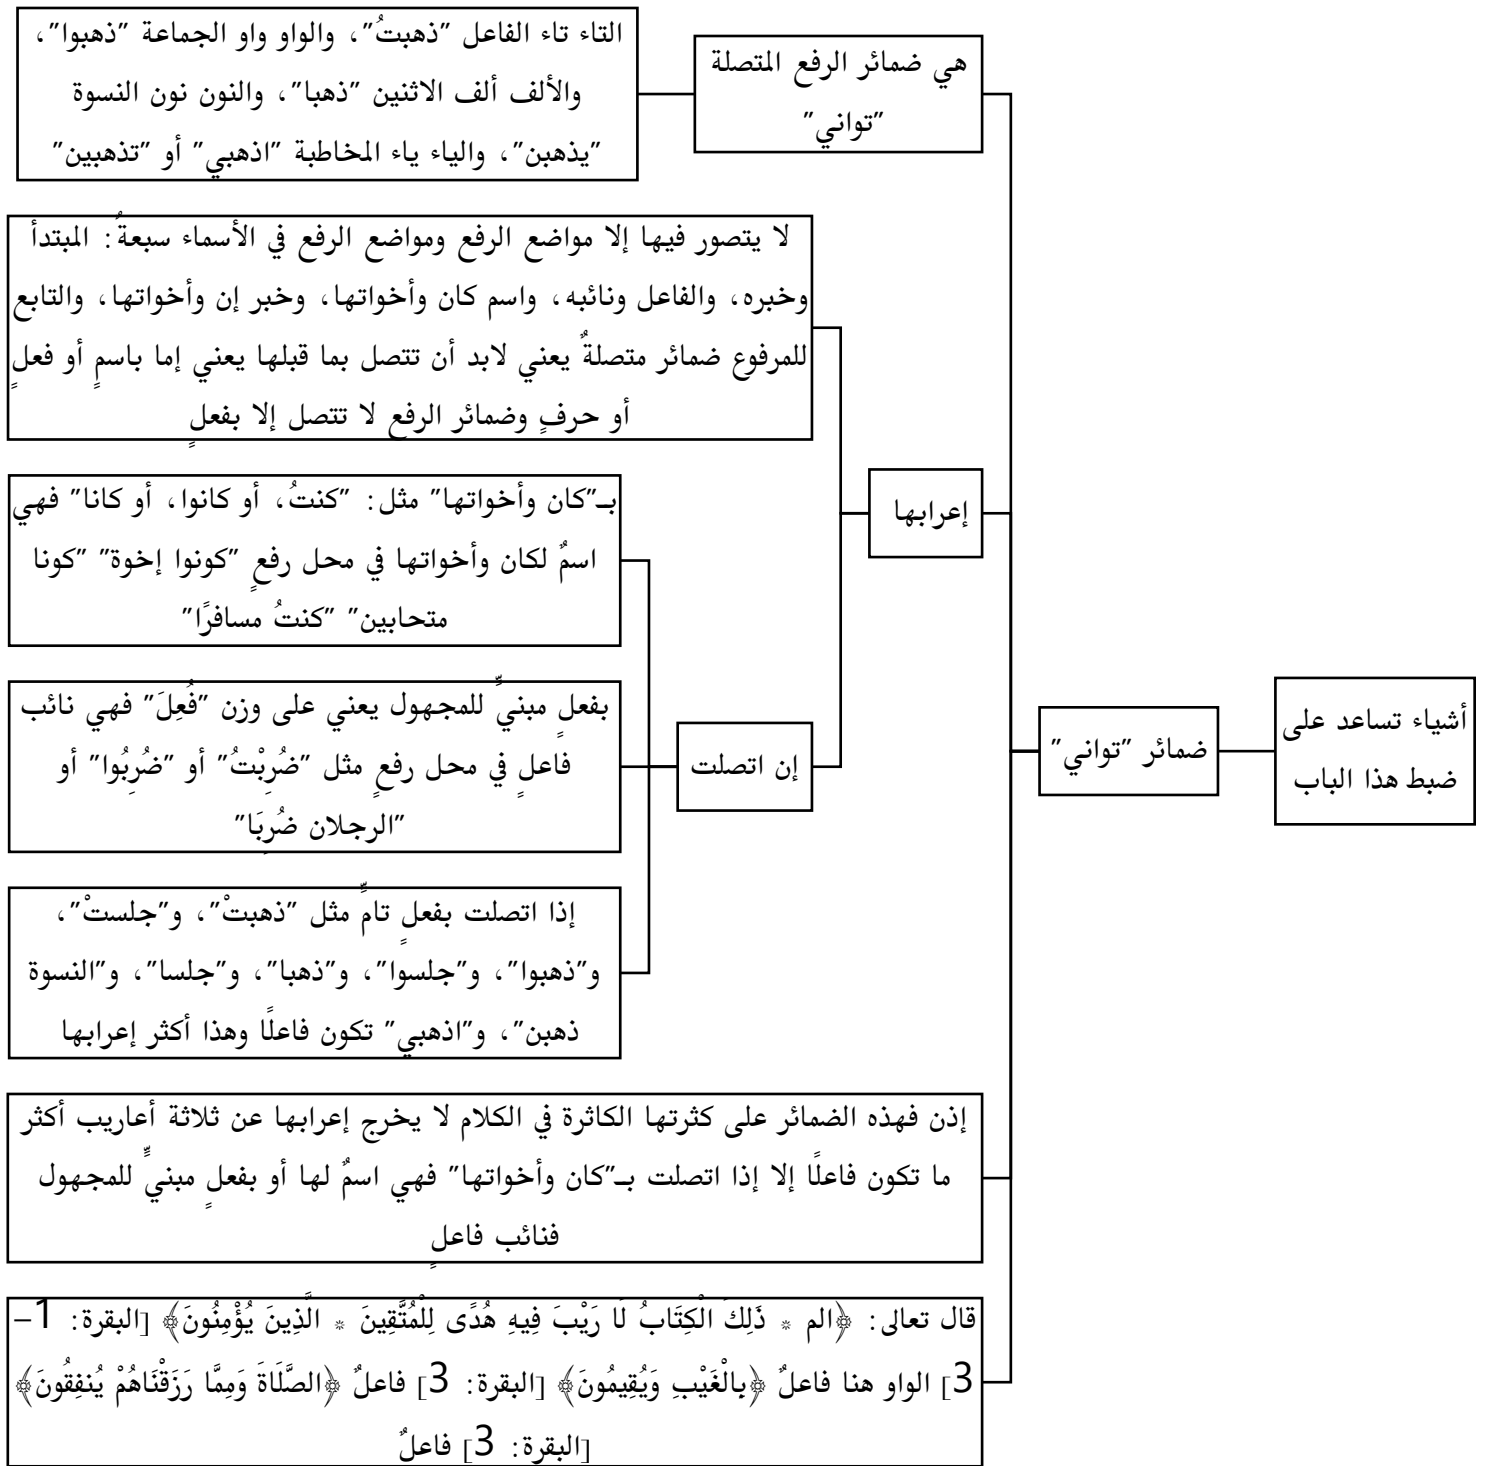 أشياء تساعد على
ضبط هذا الباب
ضمائر "تواني"
هي ضمائر الرفع المتصلة
"تواني"
التاء تاء الفاعل "ذهبتُ"، والواو واو الجماعة "ذهبوا"،
والألف ألف الاثنين "ذهبا"، والنون نون النسوة
"يذهبن"، والياء ياء المخاطبة "اذهبي" أو "تذهبين"
إعرابها
لا يتصور فيها إلا مواضع الرفع ومواضع الرفع في الأسماء سبعةٌ: المبتدأ
وخبره، والفاعل ونائبه، واسم كان وأخواتها، وخبر إن وأخواتها، والتابع
للمرفوع ضمائر متصلةٌ يعني لابد أن تتصل بما قبلها يعني إما باسمٍ أو فعلٍ
أو حرفٍ وضمائر الرفع لا تتصل إلا بفعلٍ
إن اتصلت
بـ"كان وأخواتها" مثل: "كنتُ، أو كانوا، أو كانا" فهي
اسمٌ لكان وأخواتها في محل رفعٍ "كونوا إخوة" "كونا
متحابين" "كنتُ مسافرًا"
بفعلٍ مبنيٍّ للمجهول يعني على وزن "فُعِلَ" فهي نائب
فاعلٍ في محل رفعٍ مثل "ضُرِبْتُ" أو "ضُرِبُوا" أو
"الرجلان ضُرِبَا"
إذا اتصلت بفعلٍ تامٍّ مثل "ذهبتْ"، و"جلستْ"،
و"ذهبوا"، و"جلسوا"، و"ذهبا"، و"جلسا"، و"النسوة
ذهبن"، و"اذهبي" تكون فاعلًا وهذا أكثر إعرابها
إذن فهذه الضمائر على كثرتها الكاثرة في الكلام لا يخرج إعرابها عن ثلاثة أعاريب أكثر
ما تكون فاعلًا إلا إذا اتصلت بـ"كان وأخواتها" فهي اسمٌ لها أو بفعلٍ مبنيٍّ للمجهول
فنائب فاعلٍ
قال تعالى: ﴿الم * ذَلِكَ الْكِتَابُ لَا رَيْبَ فِيهِ هُدًى لِلْمُتَّقِينَ * الَّذِينَ يُؤْمِنُونَ﴾ [البقرة: 1-
3] الواو هنا فاعلٌ ﴿بِالْغَيْبِ وَيُقِيمُونَ﴾ [البقرة: 3] فاعلٌ ﴿الصَّلَاةَ وَمِمَّا رَزَقْنَاهُمْ يُنفِقُونَ﴾
[البقرة: 3] فاعلٌ